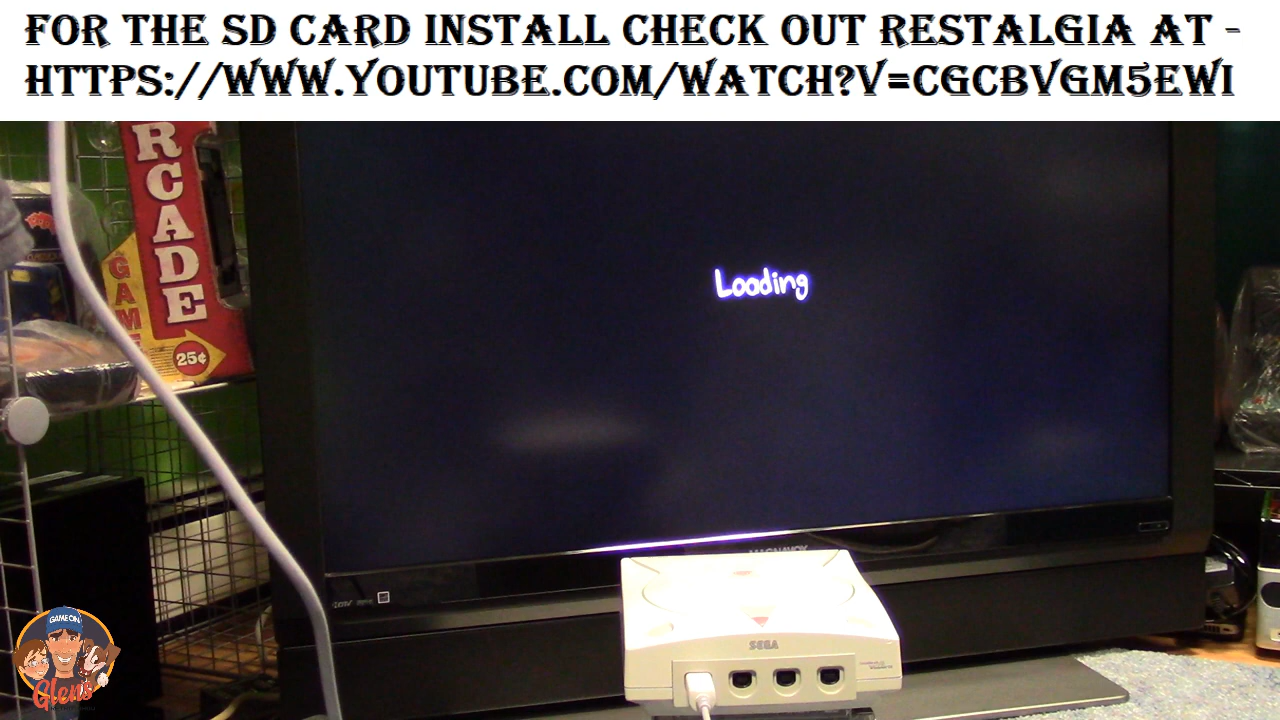 FOR THE SD CARD INSTALL CHECK OUT RESTALGIA AT -
HTTPS://WWW.YOUTUBE.COM/WATCH?V=CGCBVGM5EWI
RCADE
GAME
25¢
Loading
MAGNAVOX
SEGA
GAME ON!
Glens